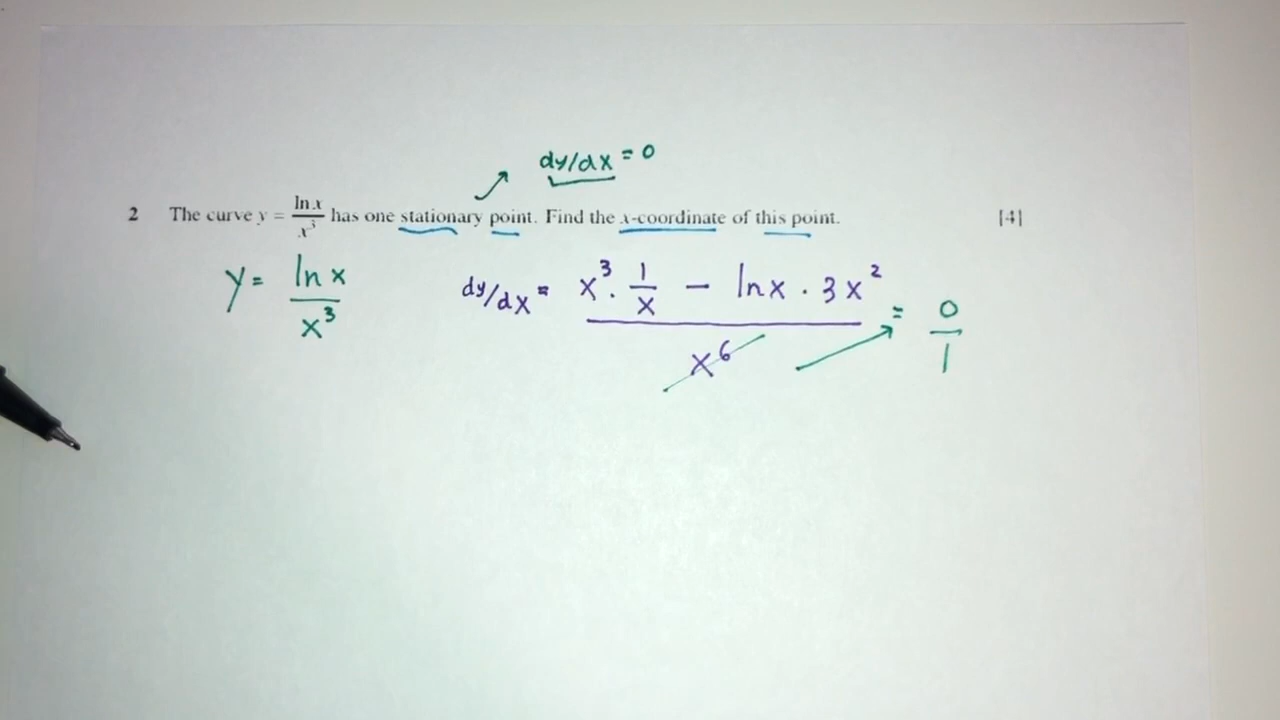 dy/dx = 0
2 The curve y = ln x / x³ has one stationary point. Find the x-coordinate of this point. [4]
y = ln x / x³
dy/dx = x³ · 1/x − ln x · 3x² / x⁶ = 0/1